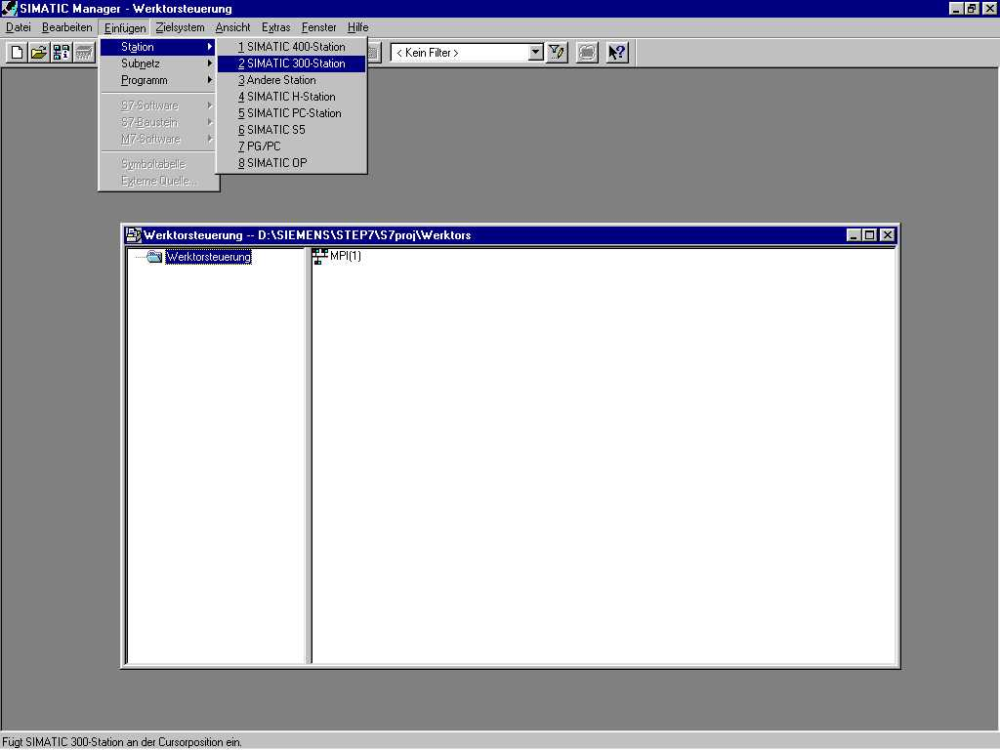 SIMATIC Manager - Werktorsteuerung
Datei Bearbeiten Einfügen Zielsystem Ansicht Extras Fenster Hilfe
< Kein Filter >
Station
Subnetz
Programm
S7-Software
S7-Baustein
M7-Software
Symboltabelle
Externe Quelle...
1 SIMATIC 400-Station
2 SIMATIC 300-Station
3 Andere Station
4 SIMATIC H-Station
5 SIMATIC PC-Station
6 SIMATIC S5
7 PG/PC
8 SIMATIC OP
Werktorsteuerung -- D:\SIEMENS\STEP7\S7proj\Werktors
Werktorsteuerung
MPI(1)
Fügt SIMATIC 300-Station an der Cursorposition ein.